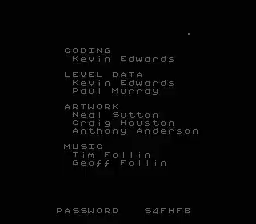 CODING
Kevin Edwards
LEVEL DATA
Kevin Edwards
Paul Murray
ARTWORK
Neal Sutton
Craig Houston
Anthony Anderson
MUSIC
Tim Follin
Geoff Follin
PASSWORD S4FHFB